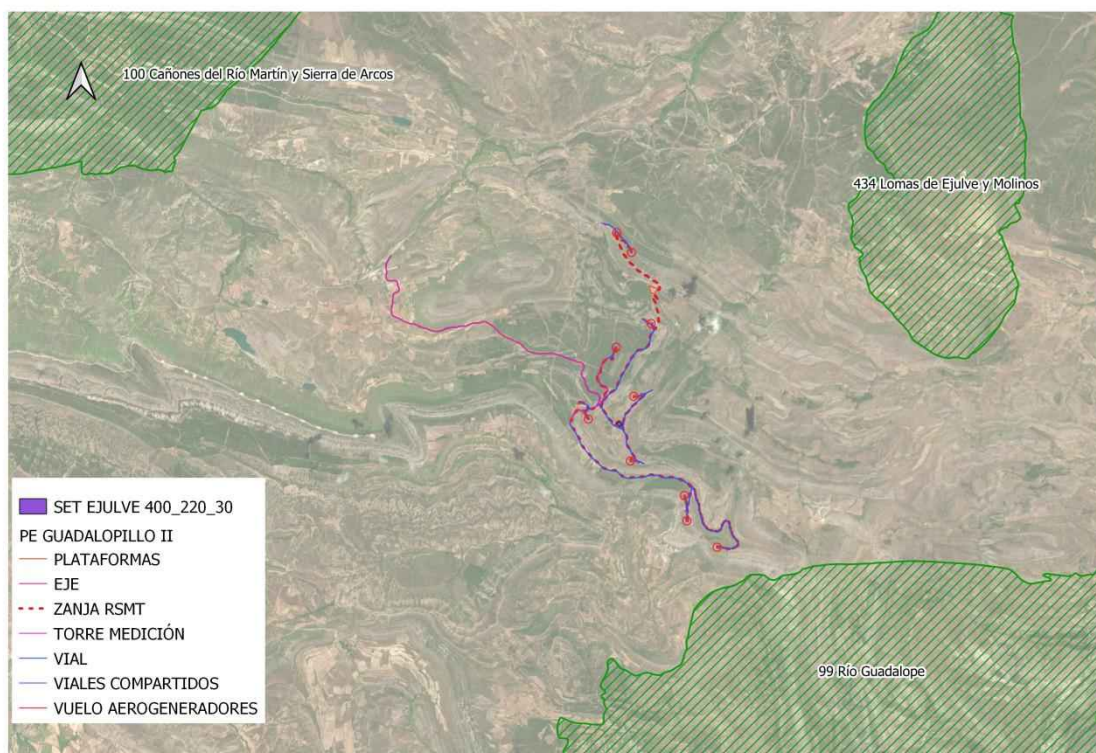 100 Cañones del Río Martín y Sierra de Arcos
434 Lomas de Ejulve y Molinos
99 Río Guadalope
SET EJULVE 400_220_30
PE GUADALOPILLO II
PLATAFORMAS
EJE
ZANJA RSMT
TORRE MEDICIÓN
VIAL
VIALES COMPARTIDOS
VUELO AEROGENERADORES